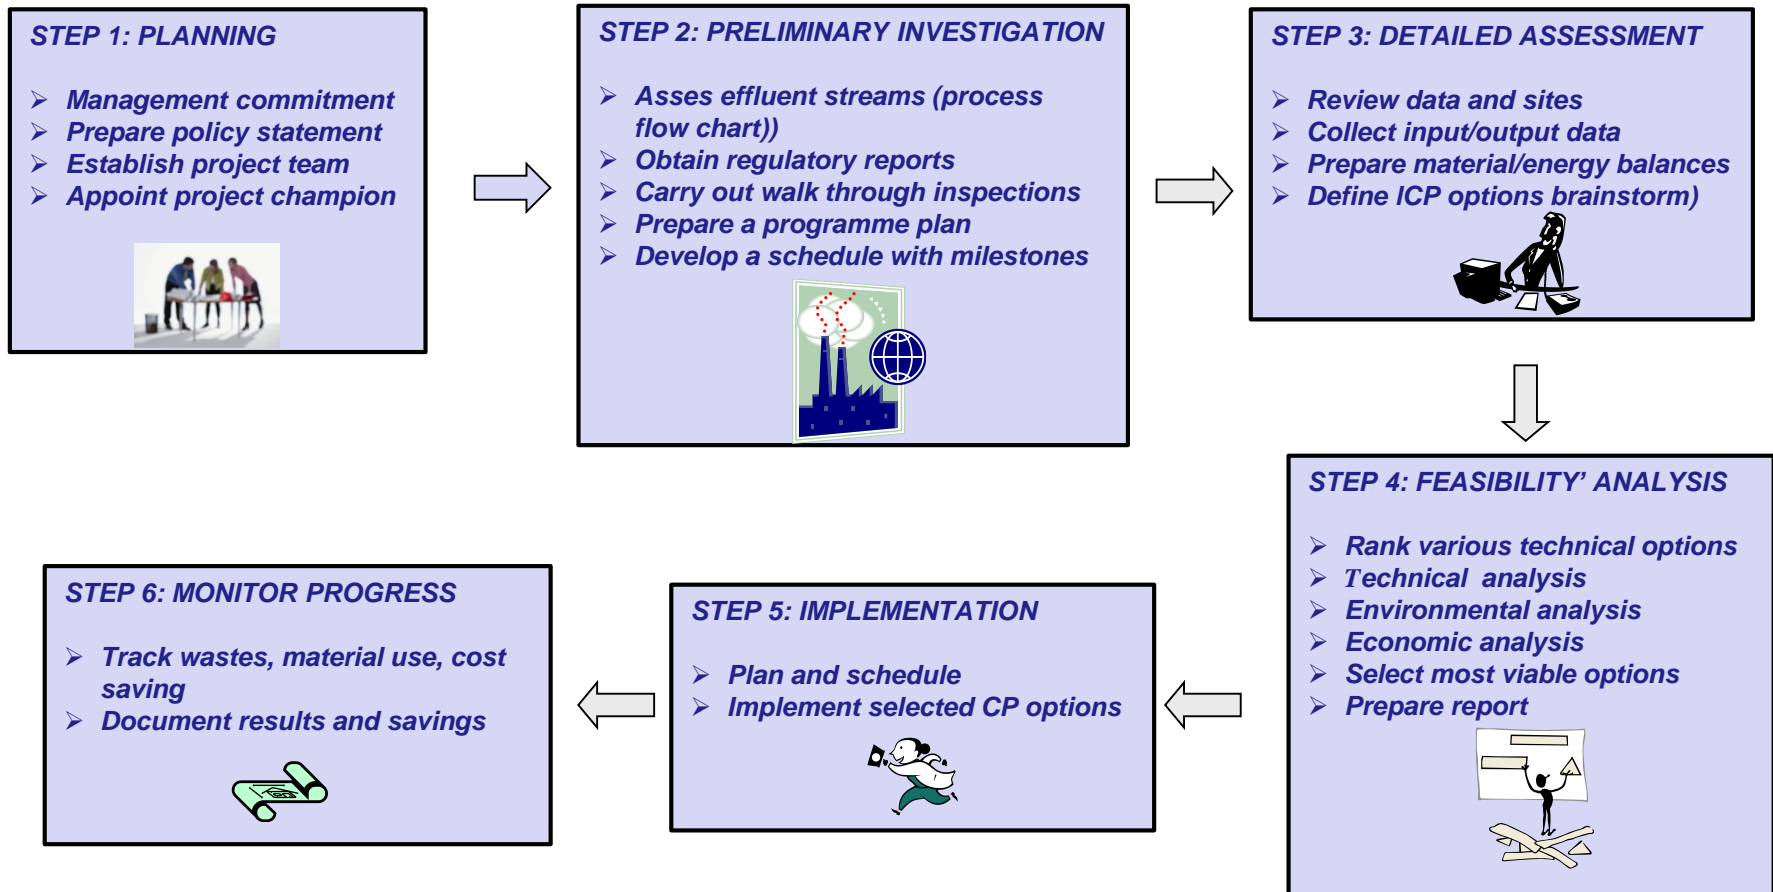 STEP 1: PLANNING
➢ Management commitment
➢ Prepare policy statement
➢ Establish project team
➢ Appoint project champion
STEP 2: PRELIMINARY INVESTIGATION
➢ Asses effluent streams (process
flow chart))
➢ Obtain regulatory reports
➢ Carry out walk through inspections
➢ Prepare a programme plan
➢ Develop a schedule with milestones
STEP 3: DETAILED ASSESSMENT
➢ Review data and sites
➢ Collect input/output data
➢ Prepare material/energy balances
➢ Define ICP options brainstorm)
STEP 4: FEASIBILITY’ ANALYSIS
➢ Rank various technical options
➢ Technical analysis
➢ Environmental analysis
➢ Economic analysis
➢ Select most viable options
➢ Prepare report
STEP 5: IMPLEMENTATION
➢ Plan and schedule
➢ Implement selected CP options
STEP 6: MONITOR PROGRESS
➢ Track wastes, material use, cost
saving
➢ Document results and savings